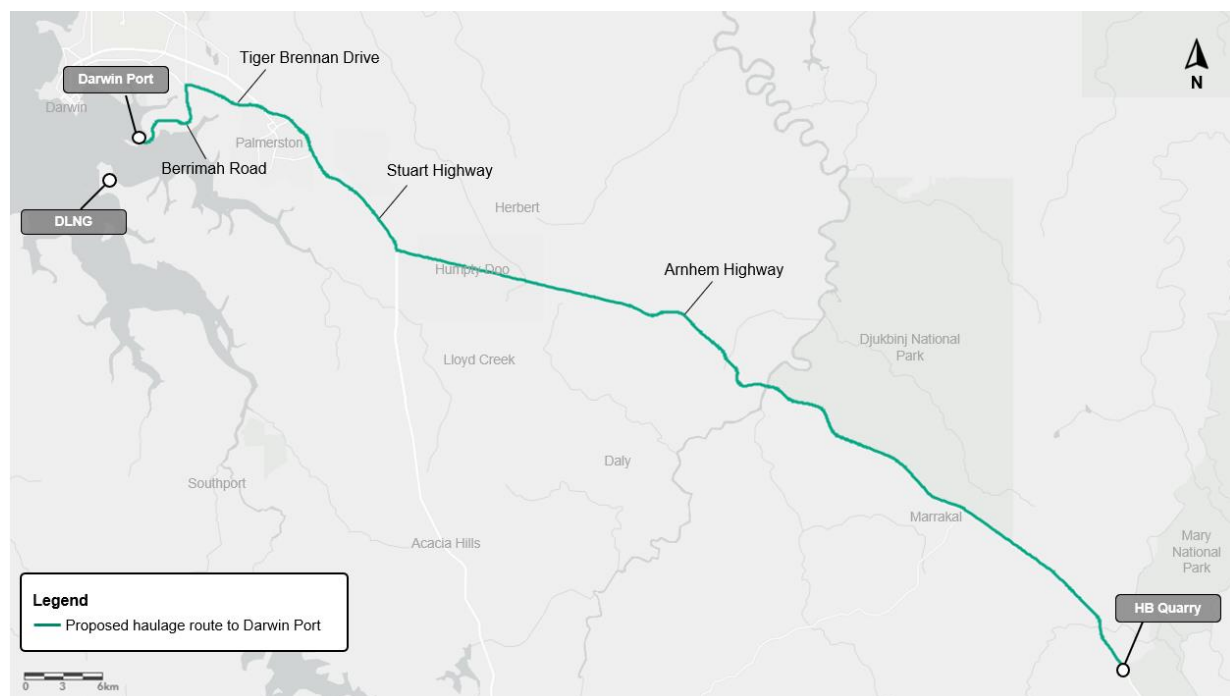 Tiger Brennan Drive
Darwin Port
N
Darwin
Palmerston
Berrimah Road
Stuart Highway
DLNG
Herbert
Humpty Doo
Arnhem Highway
Djukbinj National
Park
Lloyd Creek
Daly
Southport
Marrakal
Acacia Hills
Mary
National
Park
HB Quarry
Legend
Proposed haulage route to Darwin Port
0 3 6km